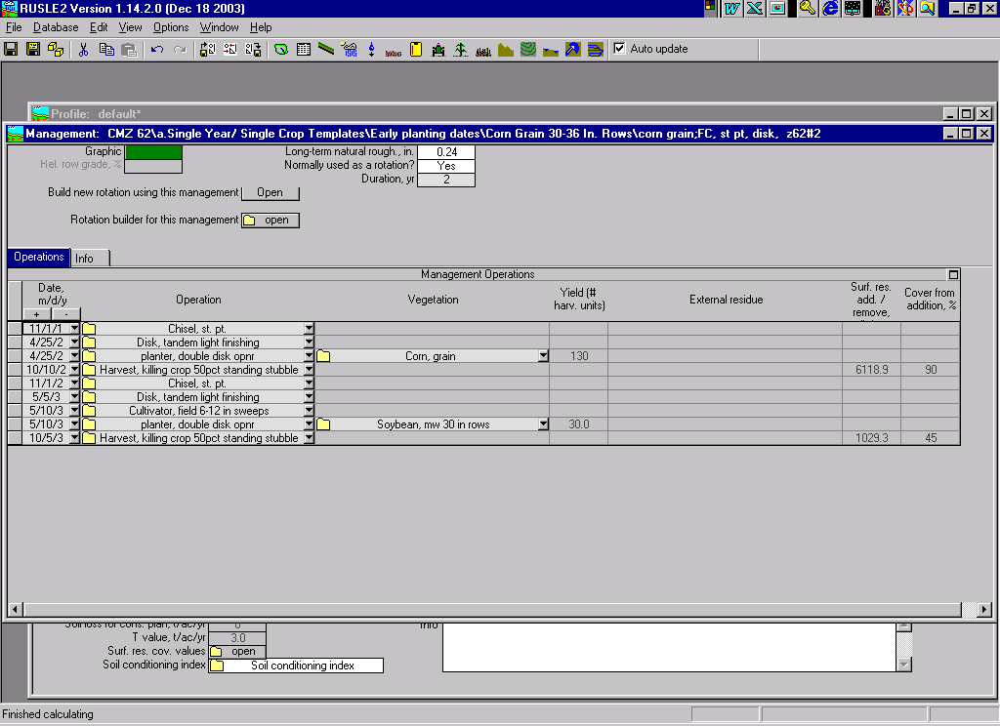 RUSLE2 Version 1.14.2.0 (Dec 18 2003)
File Database Edit View Options Window Help
Auto update
Profile: default*
Management: CMZ 62\a.Single Year/ Single Crop Templates\Early planting dates\Corn Grain 30-36 In. Rows\corn grain;FC, st pt, disk, z62#2
Graphic
Long-term natural rough., in. 0.24
Rel. row grade, %
Normally used as a rotation? Yes
Duration, yr 2
Build new rotation using this management Open
Rotation builder for this management open
Operations Info
Management Operations
Date, m/d/y Operation Vegetation Yield (# harv. units) External residue Surf. res. add. / remove, Cover from addition, %
+ -
11/1/1 Chisel, st. pt.
4/25/2 Disk, tandem light finishing
4/25/2 planter, double disk opnr Corn, grain 130
10/10/2 Harvest, killing crop 50pct standing stubble 6118.9 90
11/1/2 Chisel, st. pt.
5/5/3 Disk, tandem light finishing
5/10/3 Cultivator, field 6-12 in sweeps
5/10/3 planter, double disk opnr Soybean, mw 30 in rows 30.0
10/5/3 Harvest, killing crop 50pct standing stubble 1029.3 45
Soil loss for cons. plan, t/ac/yr 0 Info
T value, t/ac/yr 3.0
Surf. res. cov. values open
Soil conditioning index Soil conditioning index
Finished calculating